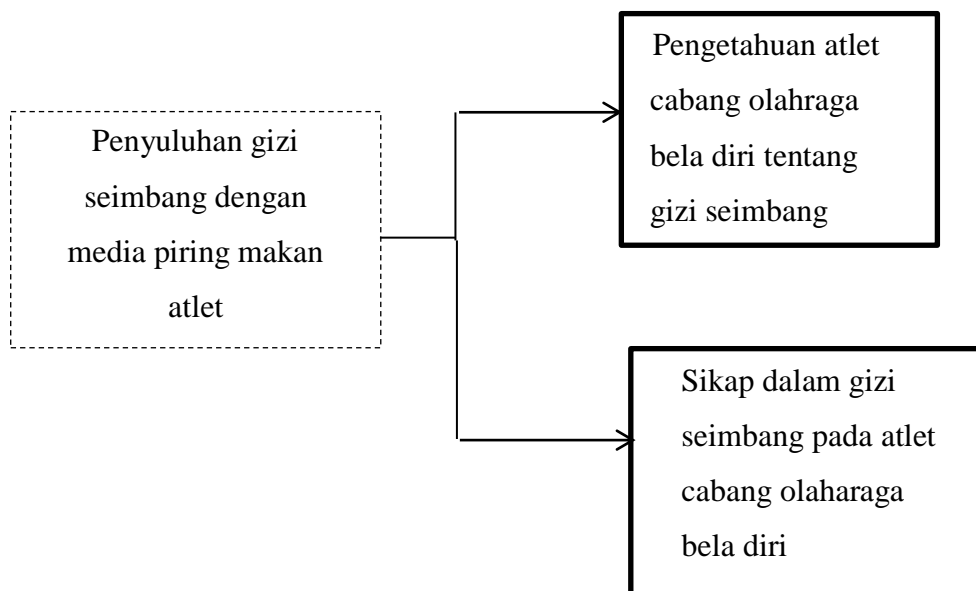 Penyuluhan gizi
seimbang dengan
media piring makan
atlet
Pengetahuan atlet
cabang olahraga
bela diri tentang
gizi seimbang
Sikap dalam gizi
seimbang pada atlet
cabang olaharaga
bela diri